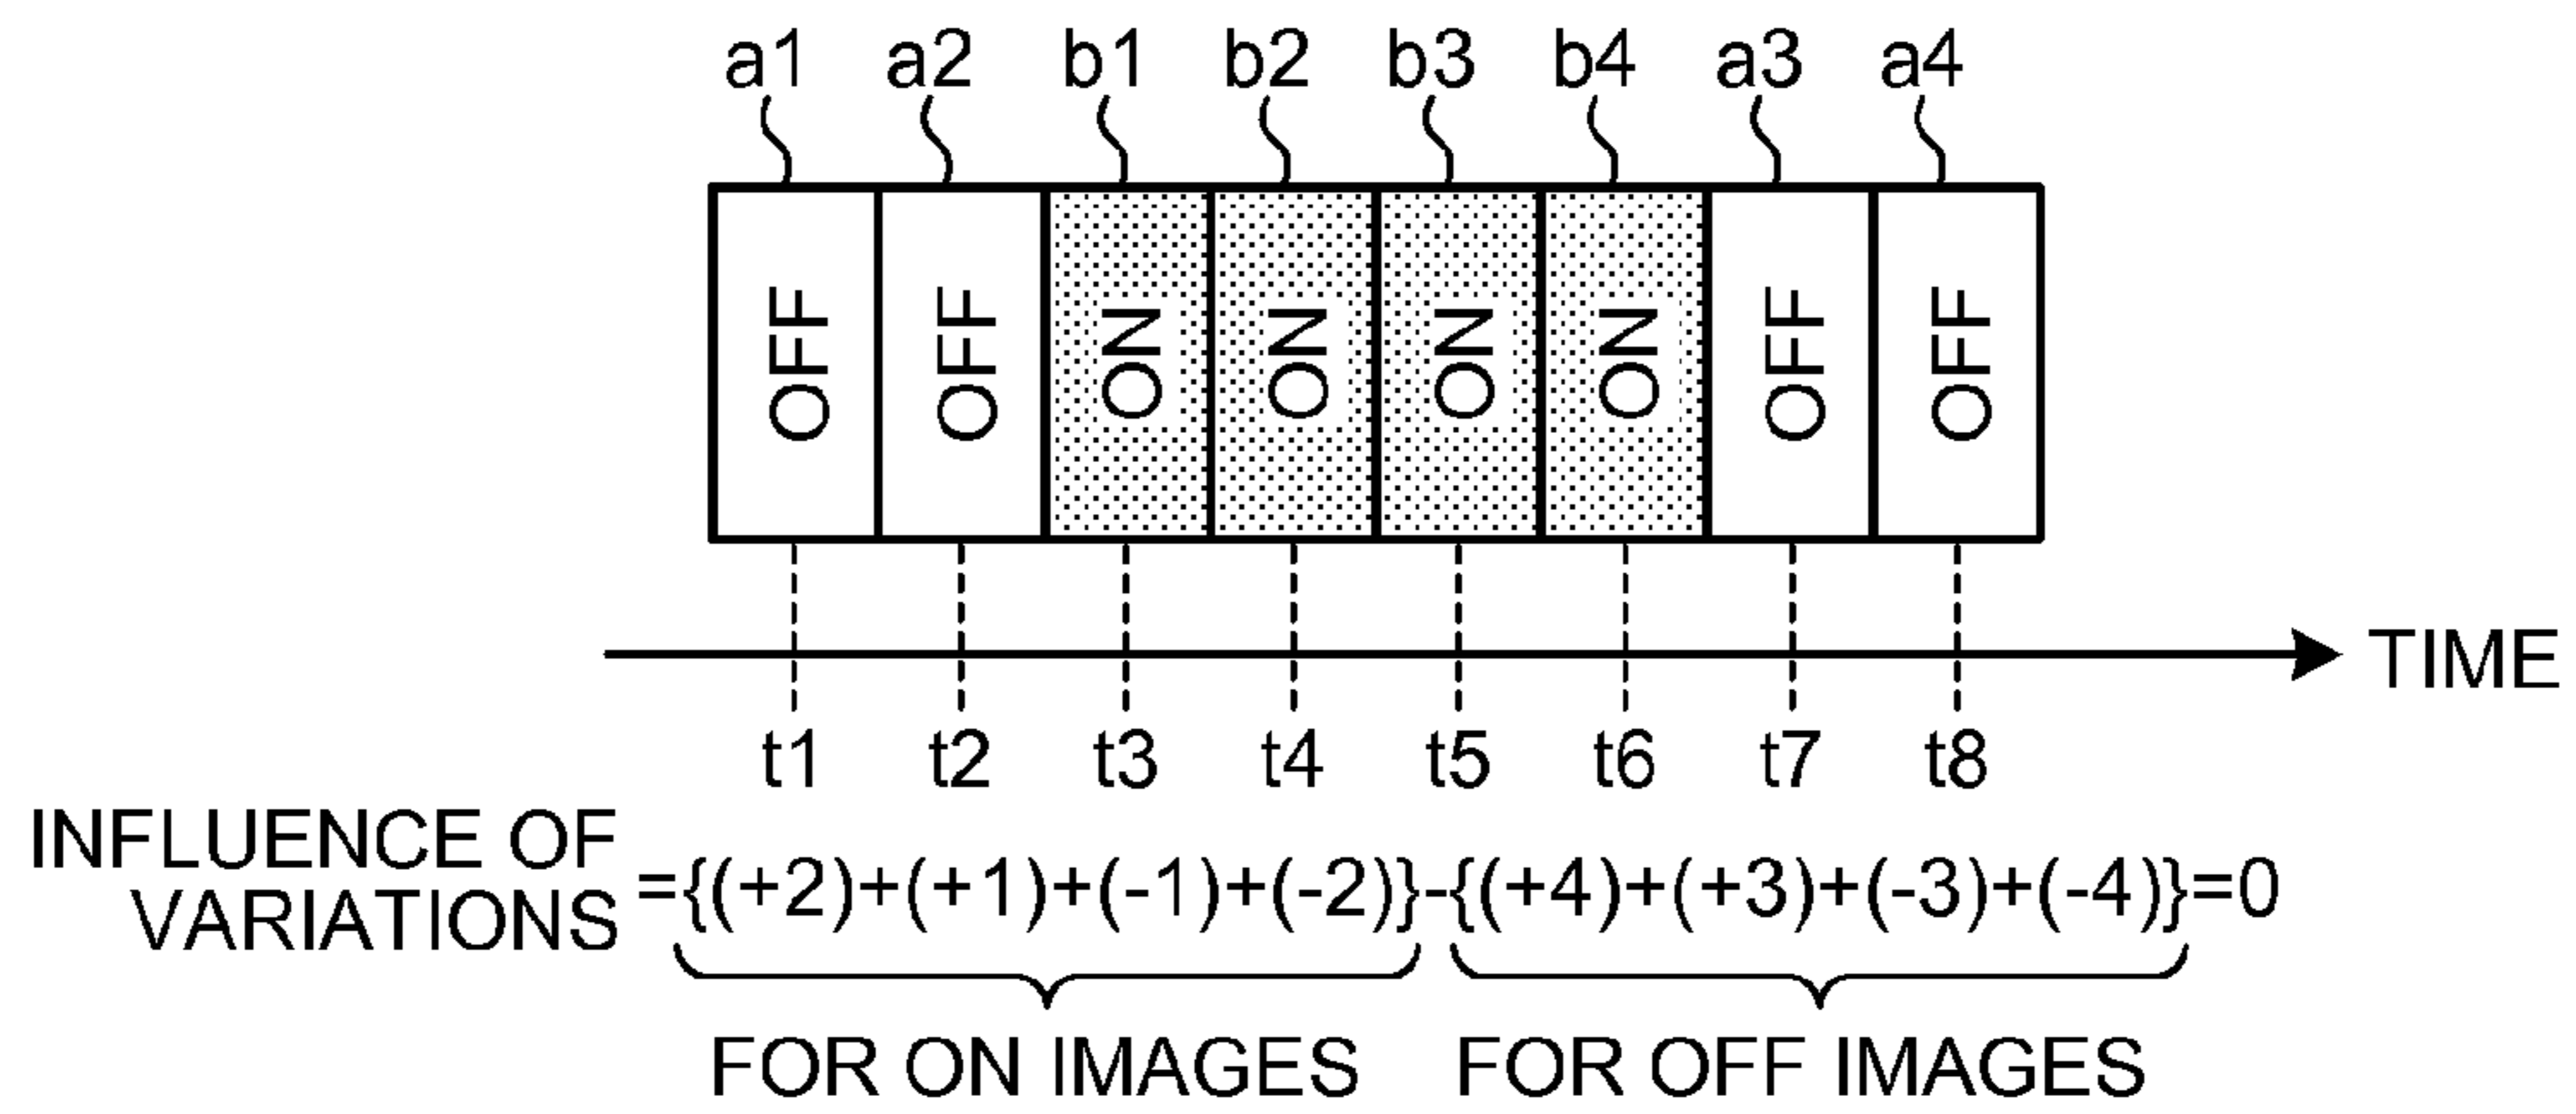 a1 a2 b1 b2 b3 b4 a3 a4
OFF OFF ON ON ON ON OFF OFF
TIME
t1 t2 t3 t4 t5 t6 t7 t8
INFLUENCE OF
VARIATIONS
={(+2)+(+1)+(-1)+(-2)}-{(+4)+(+3)+(-3)+(-4)}=0
FOR ON IMAGES FOR OFF IMAGES